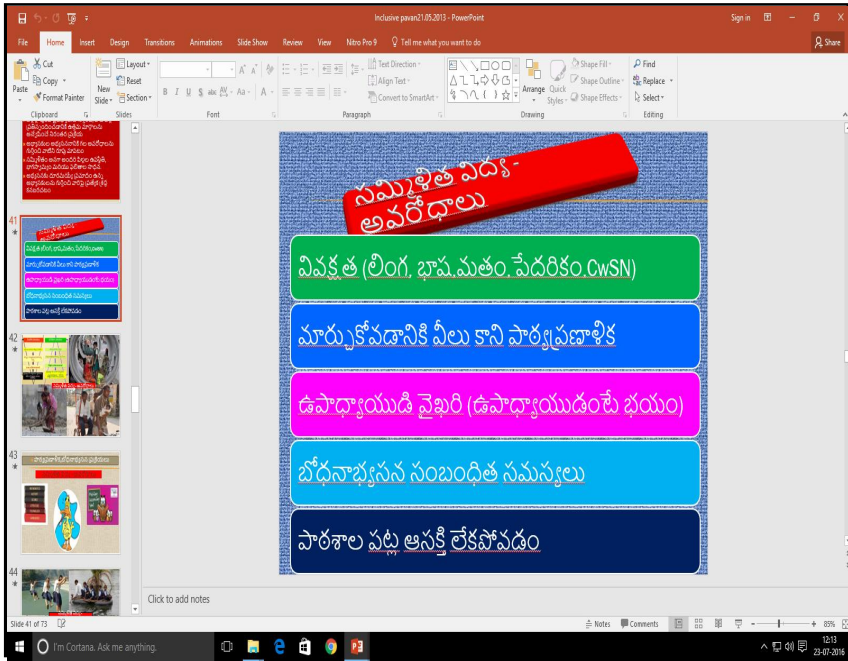 Inclusive pavan21.05.2013 - PowerPoint
Sign in
File Home Insert Design Transitions Animations Slide Show Review View Nitro Pro 9 Tell me what you want to do
Share
Paste
Cut
Copy
Format Painter
Clipboard
New Slide
Layout
Reset
Section
Slides
B I U S abc AV Aa A
Font
Text Direction
Align Text
Convert to SmartArt
Paragraph
Arrange
Quick Styles
Shape Fill
Shape Outline
Shape Effects
Drawing
Find
Replace
Select
Editing
41
42
43
44
సమ్మిళిత విద్య -
అవరోధాలు
వివక్షత (లింగ, భాష,మతం,పేదరికం,CwSN)
మార్చుకోవడానికి వీలు కాని పాఠ్యప్రణాళిక
ఉపాధ్యాయుడి వైఖరి (ఉపాధ్యాయుడంటే భయం)
బోధనాభ్యసన సంబంధిత సమస్యలు
పాఠశాల పట్ల ఆసక్తి లేకపోవడం
Click to add notes
Slide 41 of 73
Notes
Comments
85%
I'm Cortana. Ask me anything.
12:13
23-07-2016